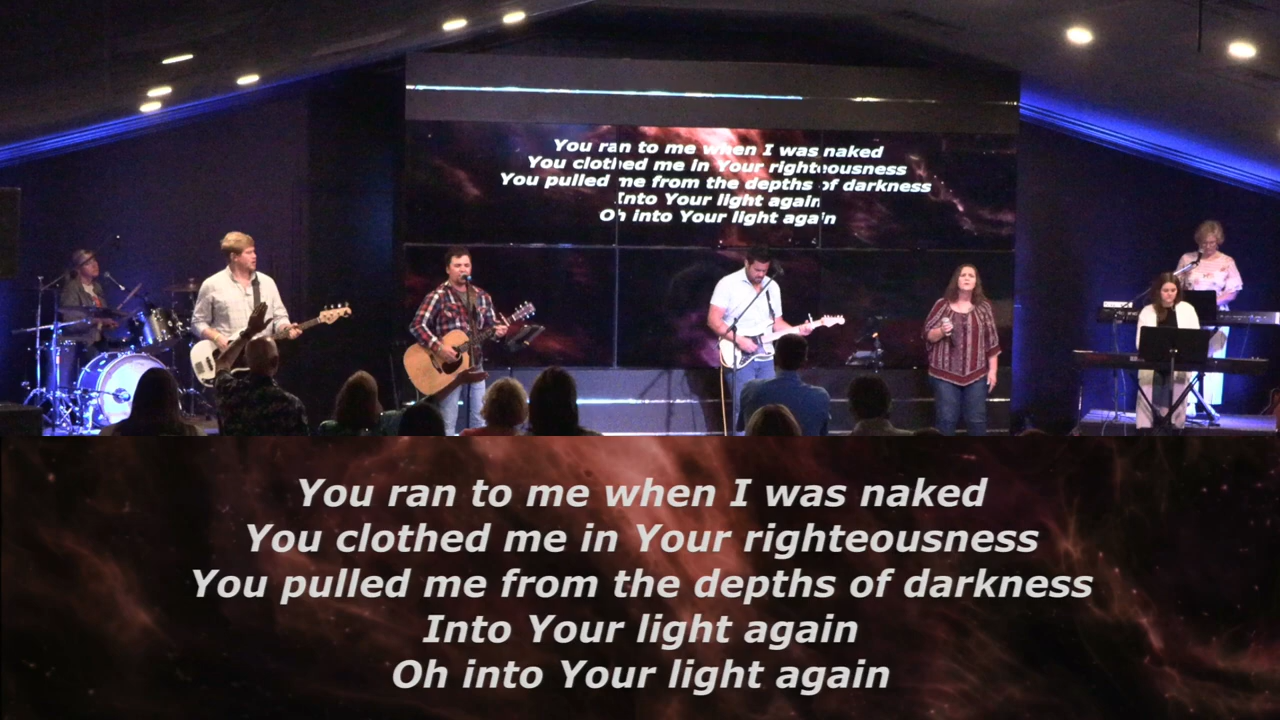 You ran to me when I was naked
You clothed me in Your righteousness
You pulled me from the depths of darkness
Into Your light again
Oh into Your light again
You ran to me when I was naked
You clothed me in Your righteousness
You pulled me from the depths of darkness
Into Your light again
Oh into Your light again